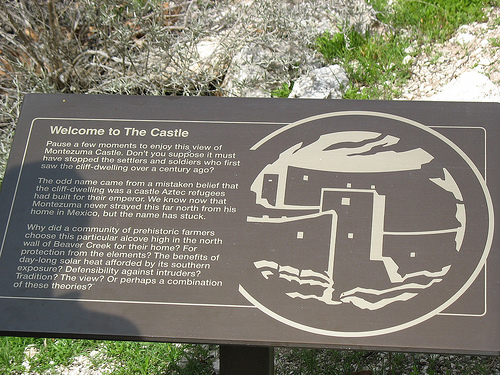 Welcome to The Castle
Pause a few moments to enjoy this view of
Montezuma Castle. Don't you suppose it must
have stopped the settlers and soldiers who first
saw the cliff-dwelling over a century ago?
The odd name came from a mistaken belief that
the cliff-dwelling was a castle Aztec refugees
had built for their emperor. We know now that
Montezuma never strayed this far north from his
home in Mexico, but the name has stuck.
Why did a community of prehistoric farmers
choose this particular alcove high in the north
wall of Beaver Creek for their home? For
protection from the elements? The benefits of
day-long solar heat afforded by its southern
exposure? Defensibility against intruders?
Tradition? The view? Or perhaps a combination
of these theories?